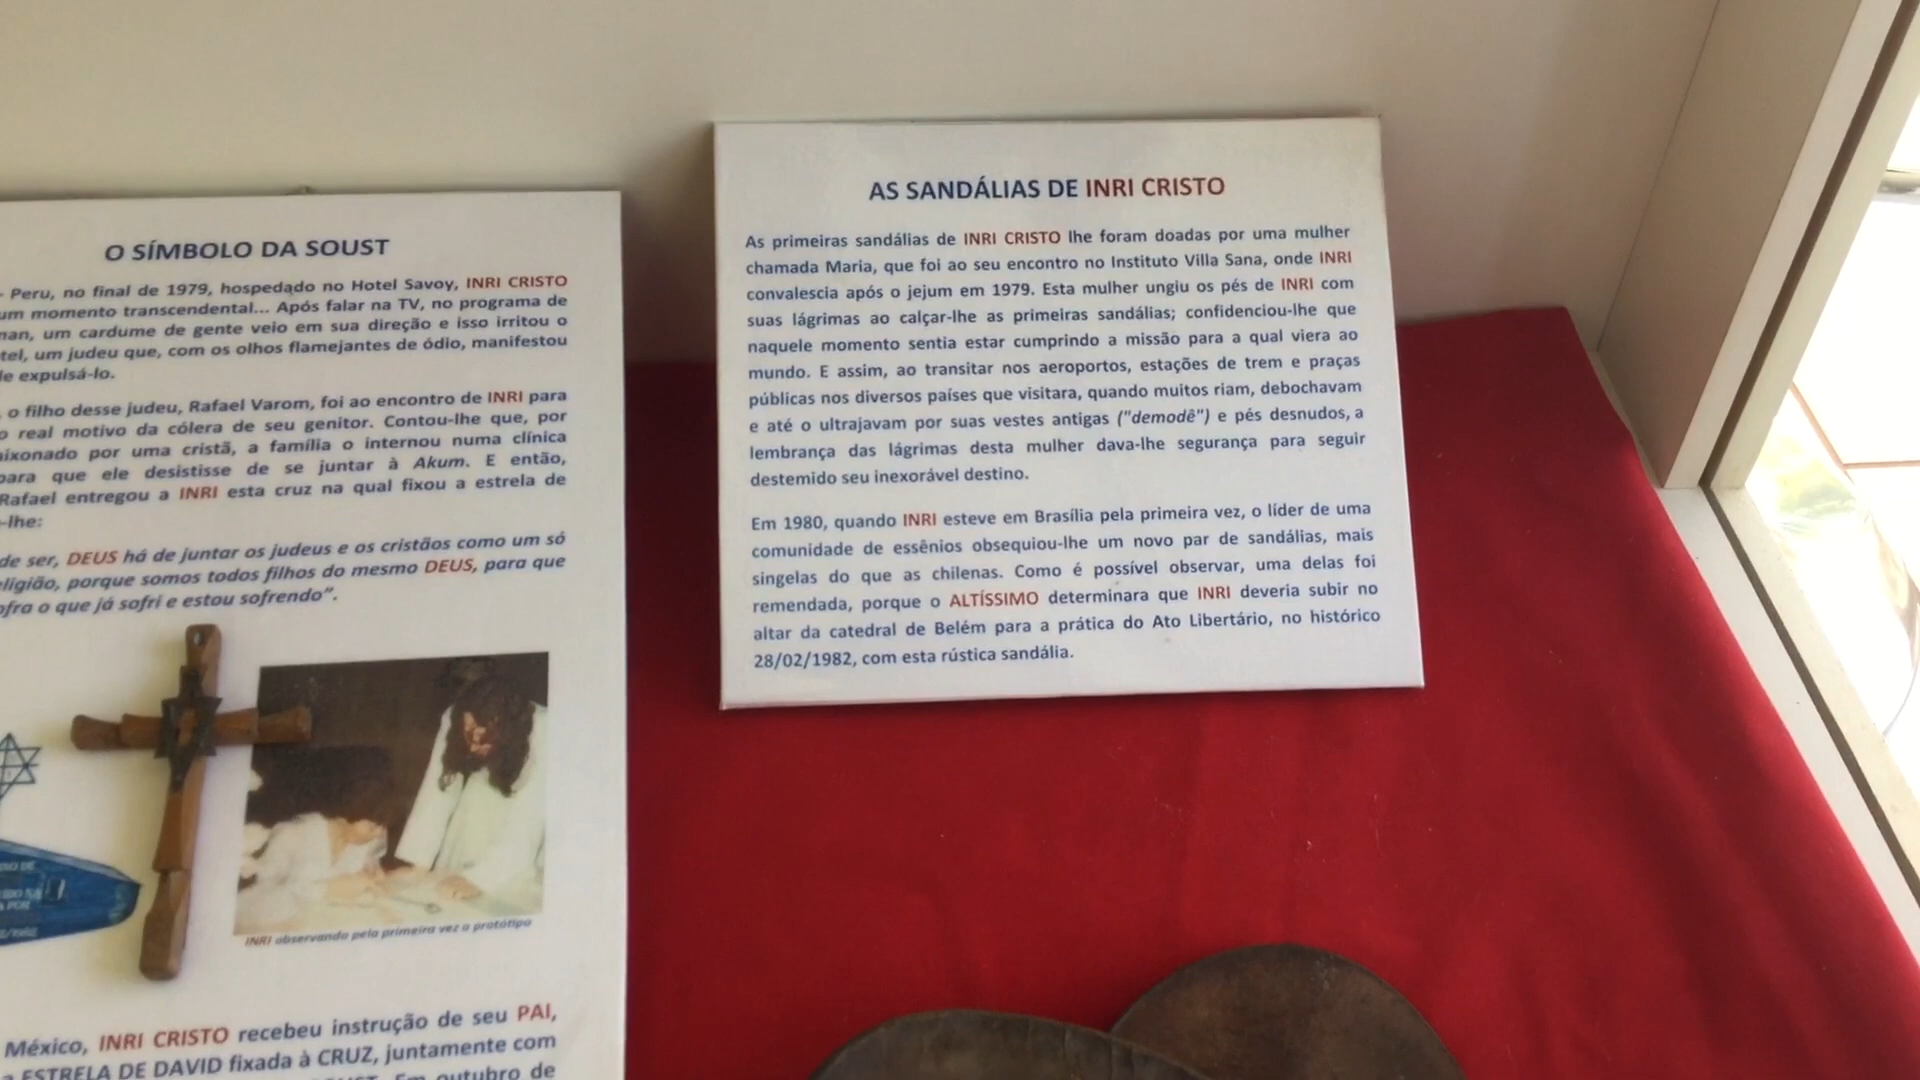 O SÍMBOLO DA SOUST
- Peru, no final de 1979, hospedado no Hotel Savoy, INRI CRISTO
um momento transcendental... Após falar na TV, no programa de
man, um cardume de gente veio em sua direção e isso irritou o
tel, um judeu que, com os olhos flamejantes de ódio, manifestou
de expulsá-lo.
, o filho desse judeu, Rafael Varom, foi ao encontro de INRI para
o real motivo da cólera de seu genitor. Contou-lhe que, por
aixonado por uma cristã, a família o internou numa clínica
para que ele desistisse de se juntar à Akum. E então,
Rafael entregou a INRI esta cruz na qual fixou a estrela de
-lhe:
de ser, DEUS há de juntar os judeus e os cristãos como um só
eligião, porque somos todos filhos do mesmo DEUS, para que
ofra o que já sofri e estou sofrendo”.
INRI observando pela primeira vez o protótipo
México, INRI CRISTO recebeu instrução de seu PAI,
a ESTRELA DE DAVID fixada à CRUZ, juntamente com
Em outubro de
AS SANDÁLIAS DE INRI CRISTO
As primeiras sandálias de INRI CRISTO lhe foram doadas por uma mulher
chamada Maria, que foi ao seu encontro no Instituto Villa Sana, onde INRI
convalescia após o jejum em 1979. Esta mulher ungiu os pés de INRI com
suas lágrimas ao calçar-lhe as primeiras sandálias; confidenciou-lhe que
naquele momento sentia estar cumprindo a missão para a qual viera ao
mundo. E assim, ao transitar nos aeroportos, estações de trem e praças
públicas nos diversos países que visitara, quando muitos riam, debochavam
e até o ultrajavam por suas vestes antigas ("demodê") e pés desnudos, a
lembrança das lágrimas desta mulher dava-lhe segurança para seguir
destemido seu inexorável destino.
Em 1980, quando INRI esteve em Brasília pela primeira vez, o líder de uma
comunidade de essênios obsequiou-lhe um novo par de sandálias, mais
singelas do que as chilenas. Como é possível observar, uma delas foi
remendada, porque o ALTÍSSIMO determinara que INRI deveria subir no
altar da catedral de Belém para a prática do Ato Libertário, no histórico
28/02/1982, com esta rústica sandália.